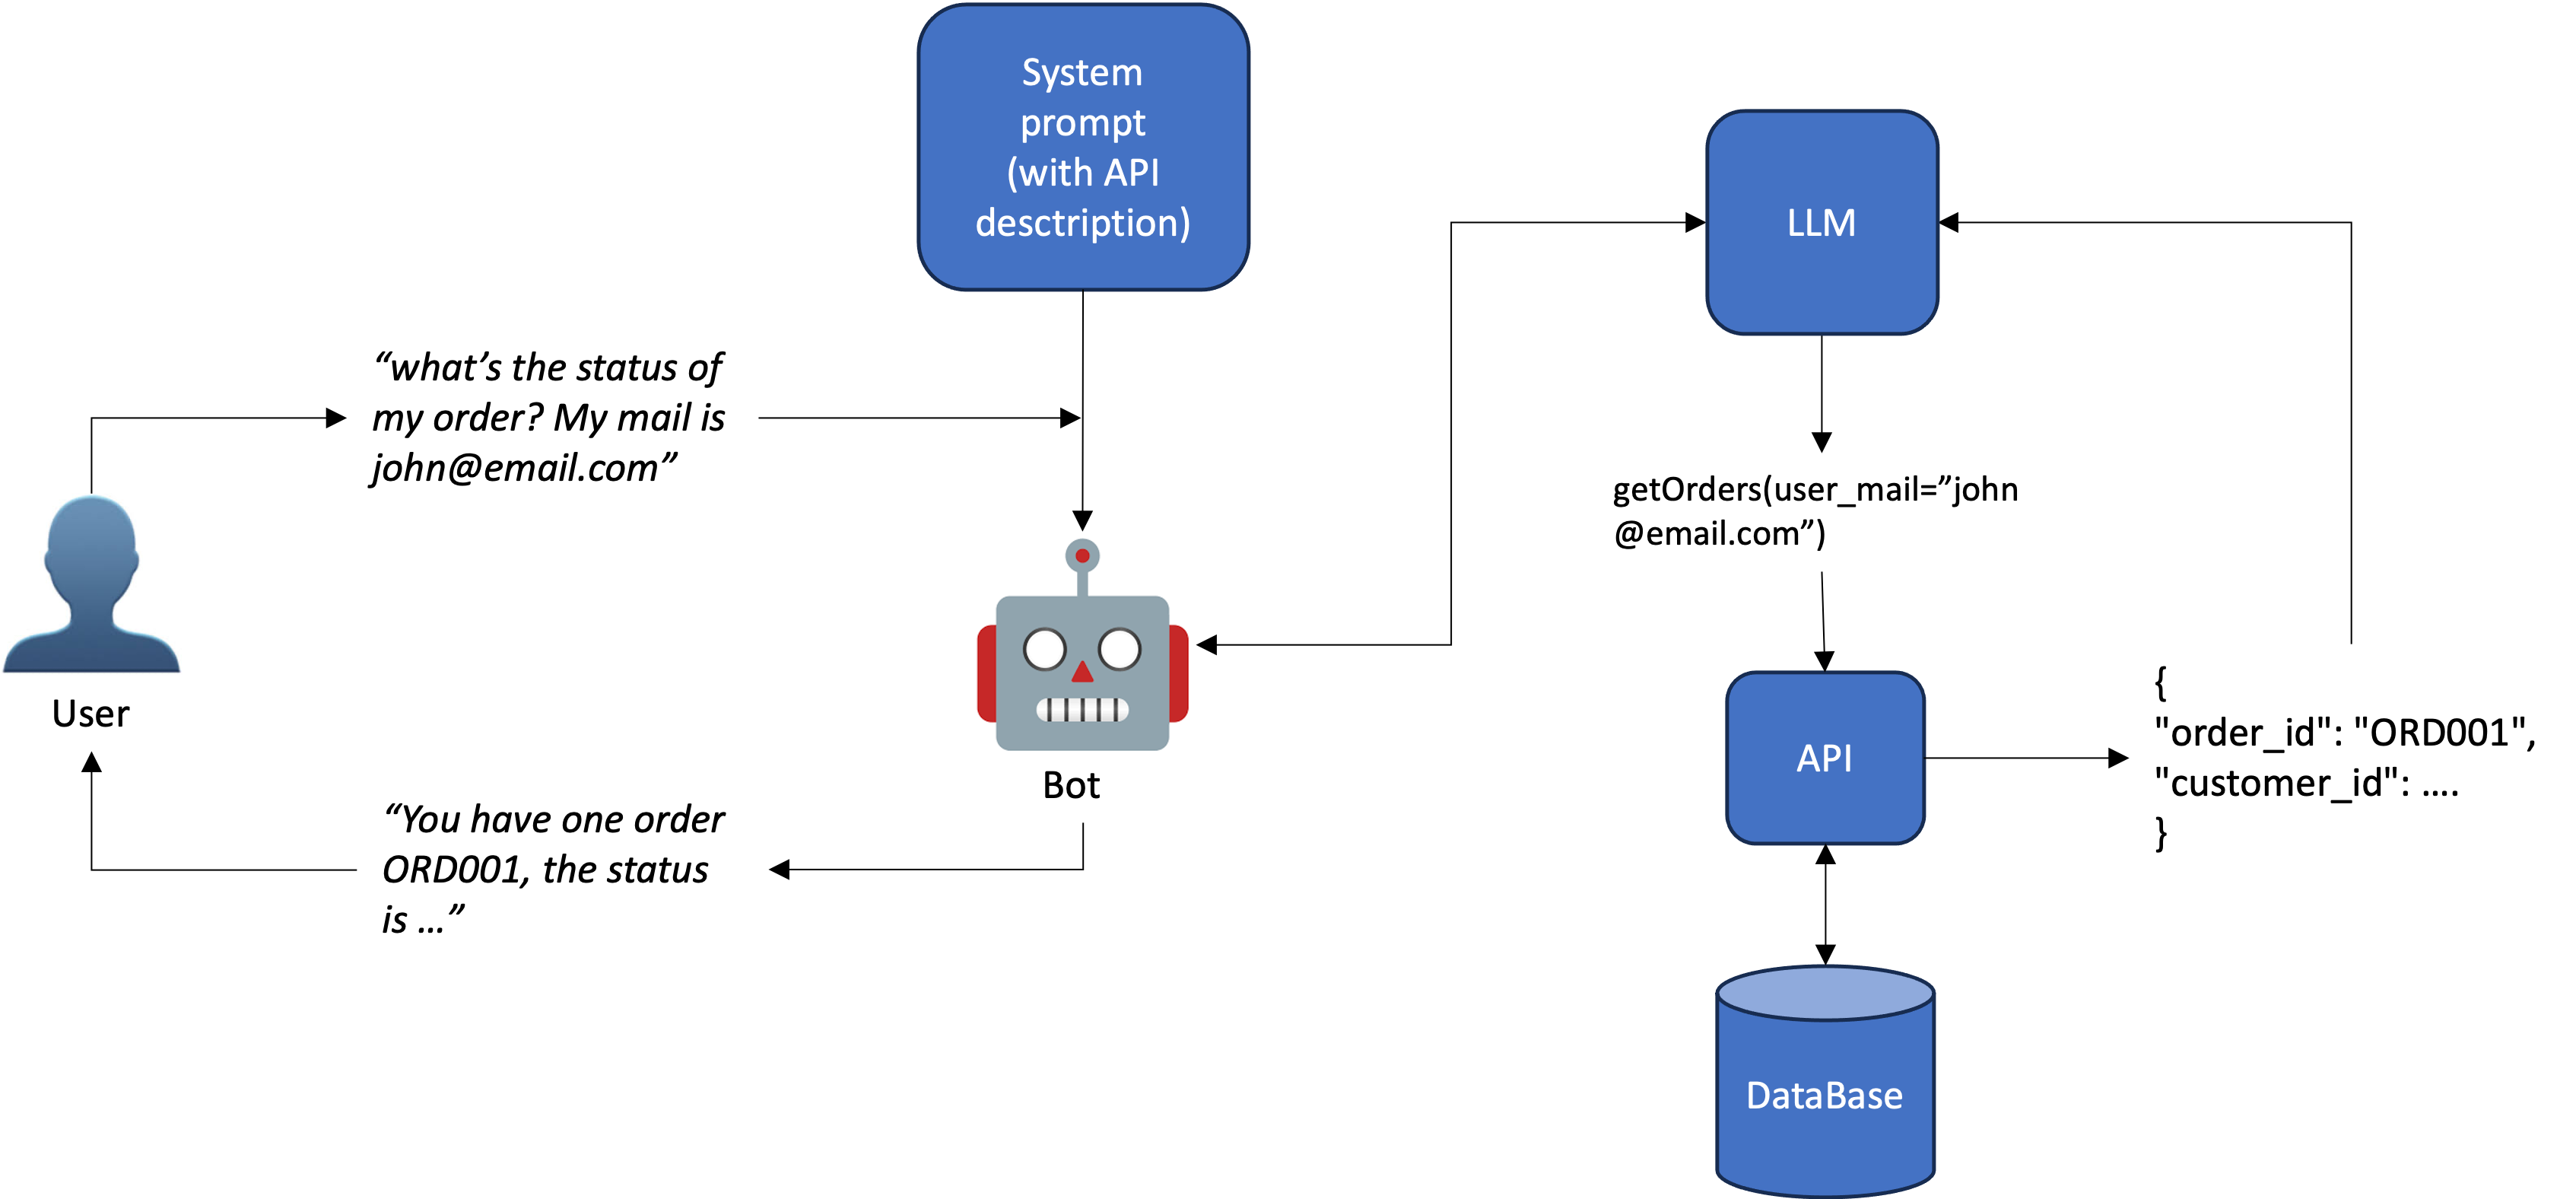 System
prompt
(with API
desctription)
LLM
“what’s the status of
my order? My mail is
john@email.com”
getOrders(user_mail=”john
@email.com”)
User
Bot
API
{
"order_id": "ORD001",
"customer_id": ....
}
“You have one order
ORD001, the status
is ...”
DataBase